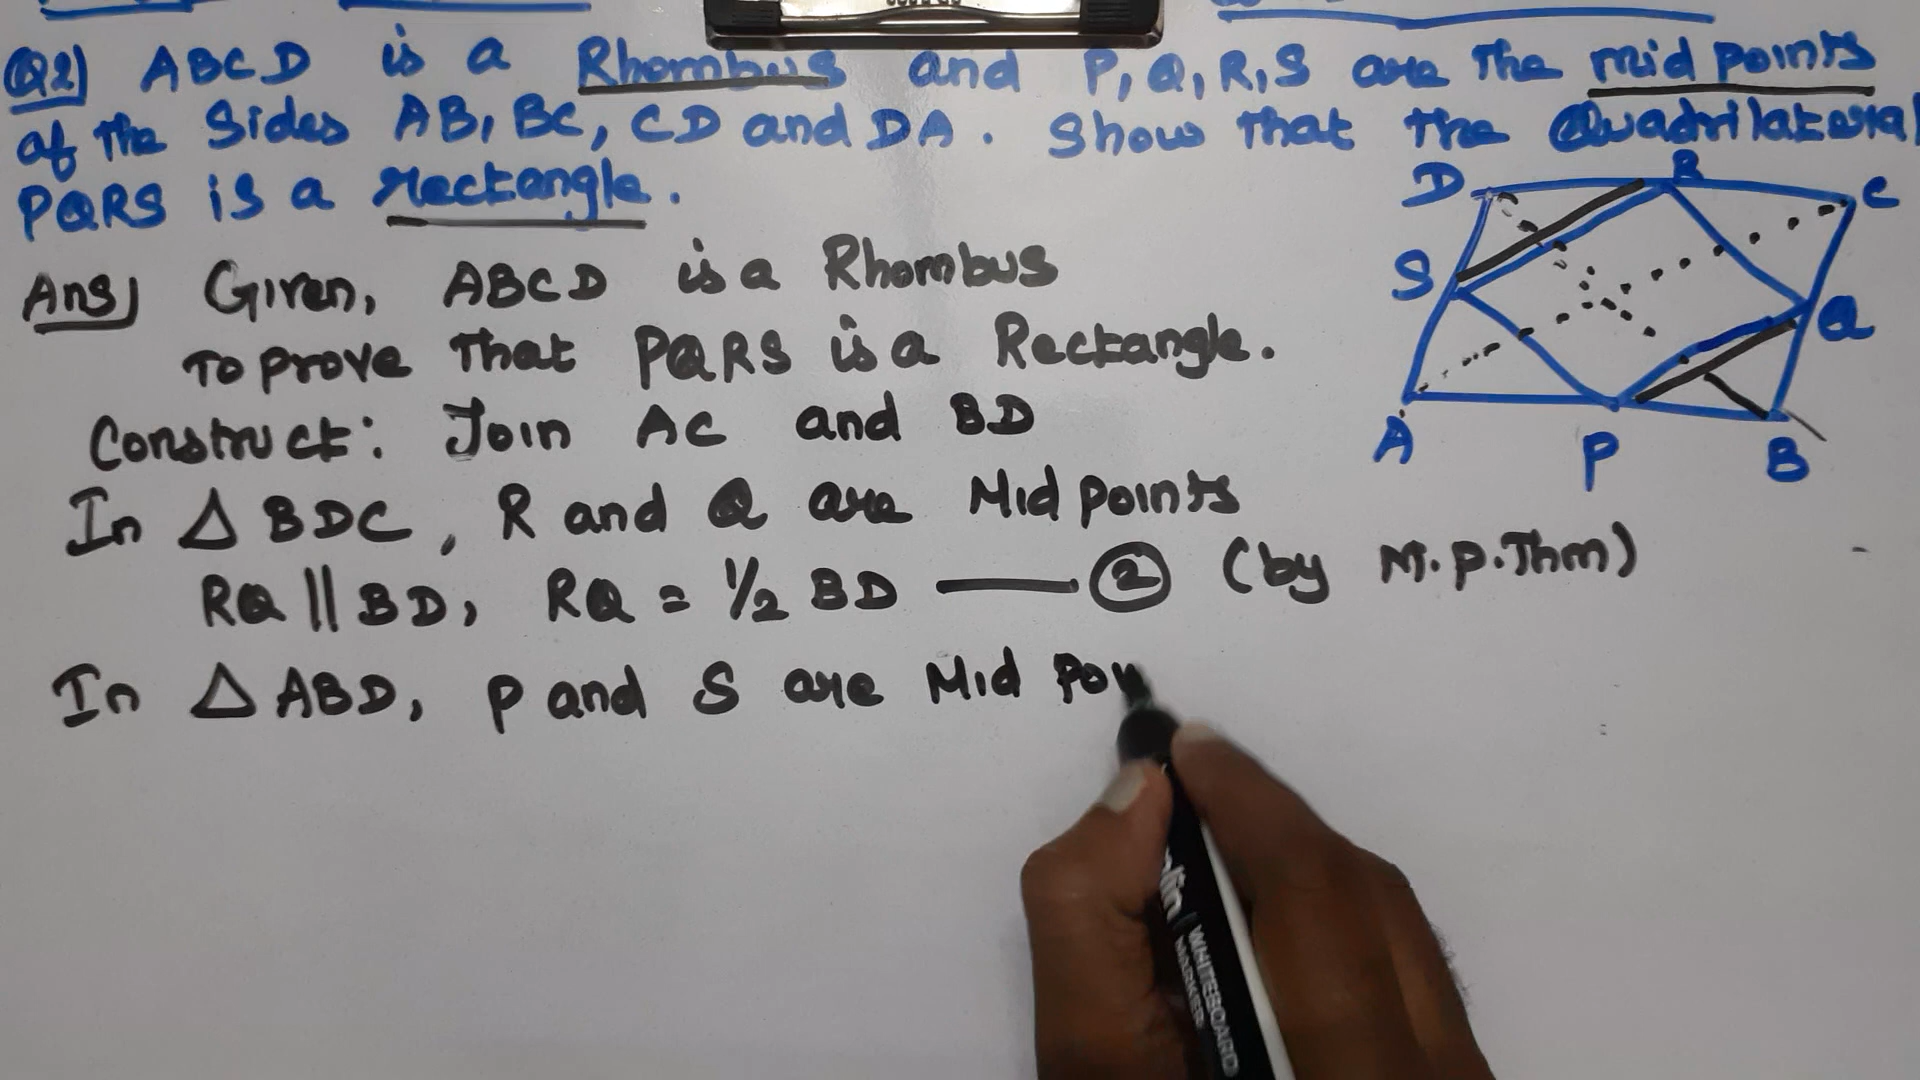 Q2) ABCD is a Rhombus and P, Q, R, S are the mid points
of the Sides AB, BC, CD and DA. Show that the Quadrilateral
PQRS is a rectangle.
Ans) Given, ABCD is a Rhombus
To prove that PQRS is a Rectangle.
Construct: Join AC and BD
In △ BDC, R and Q are Mid points
RQ || BD, RQ = 1/2 BD —— ② (by M.P.Thm)
In △ ABD, P and S are Mid
D R C
S Q
A P B
WHITEBOARD
MARKER